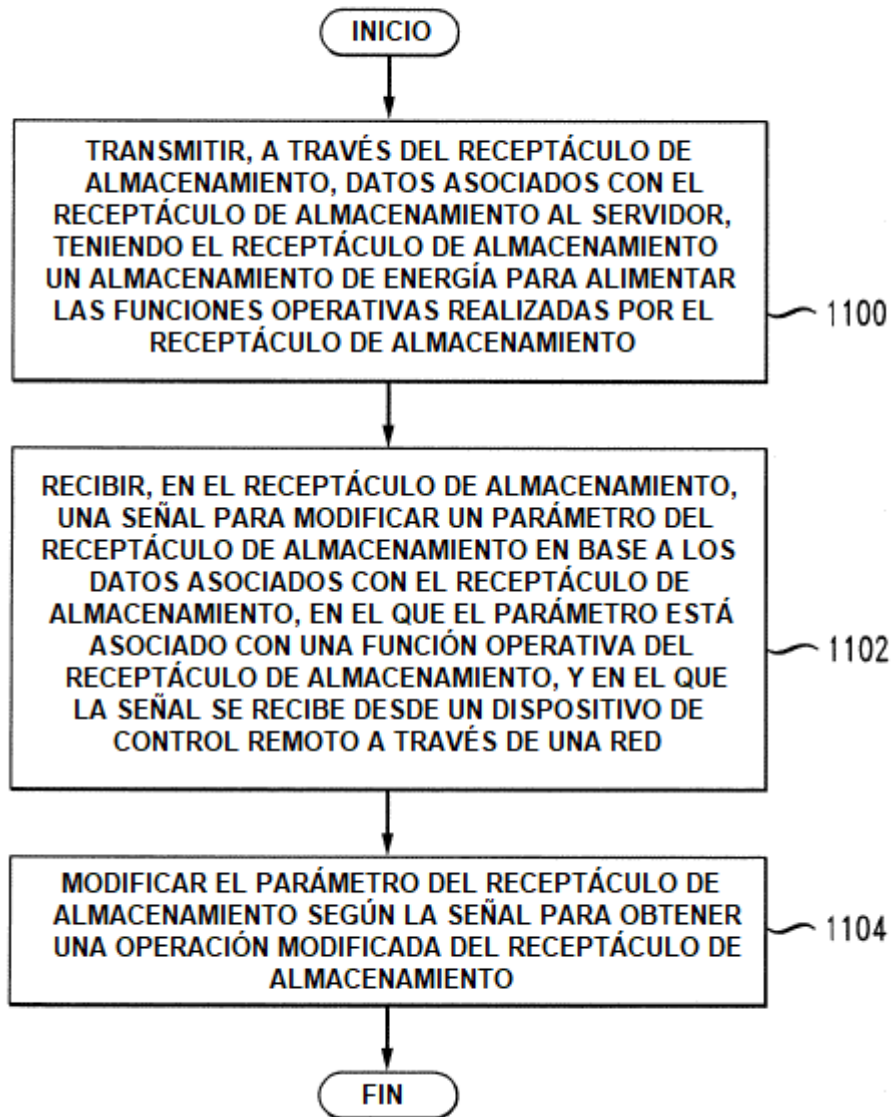 INICIO
TRANSMITIR, A TRAVÉS DEL RECEPTÁCULO DE
ALMACENAMIENTO, DATOS ASOCIADOS CON EL
RECEPTÁCULO DE ALMACENAMIENTO AL SERVIDOR,
TENIENDO EL RECEPTÁCULO DE ALMACENAMIENTO
UN ALMACENAMIENTO DE ENERGÍA PARA ALIMENTAR
LAS FUNCIONES OPERATIVAS REALIZADAS POR EL
RECEPTÁCULO DE ALMACENAMIENTO
1100
RECIBIR, EN EL RECEPTÁCULO DE ALMACENAMIENTO,
UNA SEÑAL PARA MODIFICAR UN PARÁMETRO DEL
RECEPTÁCULO DE ALMACENAMIENTO EN BASE A LOS
DATOS ASOCIADOS CON EL RECEPTÁCULO DE
ALMACENAMIENTO, EN EL QUE EL PARÁMETRO ESTÁ
ASOCIADO CON UNA FUNCIÓN OPERATIVA DEL
RECEPTÁCULO DE ALMACENAMIENTO, Y EN EL QUE
LA SEÑAL SE RECIBE DESDE UN DISPOSITIVO DE
CONTROL REMOTO A TRAVÉS DE UNA RED
1102
MODIFICAR EL PARÁMETRO DEL RECEPTÁCULO DE
ALMACENAMIENTO SEGÚN LA SEÑAL PARA OBTENER
UNA OPERACIÓN MODIFICADA DEL RECEPTÁCULO DE
ALMACENAMIENTO
1104
FIN